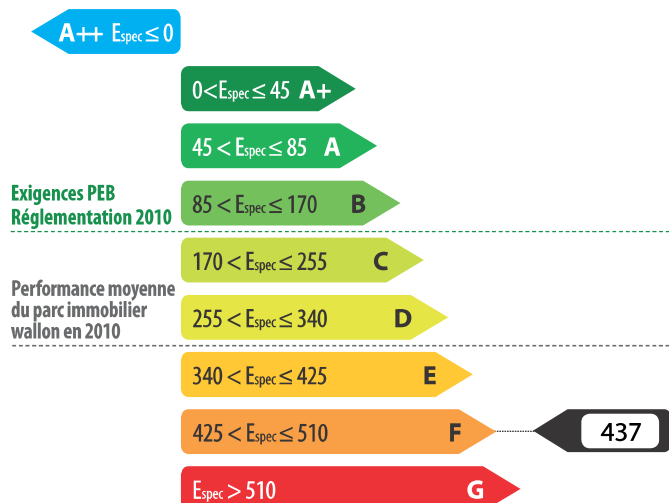 A++ Espec ≤ 0
0 < Espec ≤ 45 A+
45 < Espec ≤ 85 A
Exigences PEB
Réglementation 2010
85 < Espec ≤ 170 B
170 < Espec ≤ 255 C
Performance moyenne
du parc immobilier
wallon en 2010
255 < Espec ≤ 340 D
340 < Espec ≤ 425 E
425 < Espec ≤ 510 F
437
Espec > 510 G